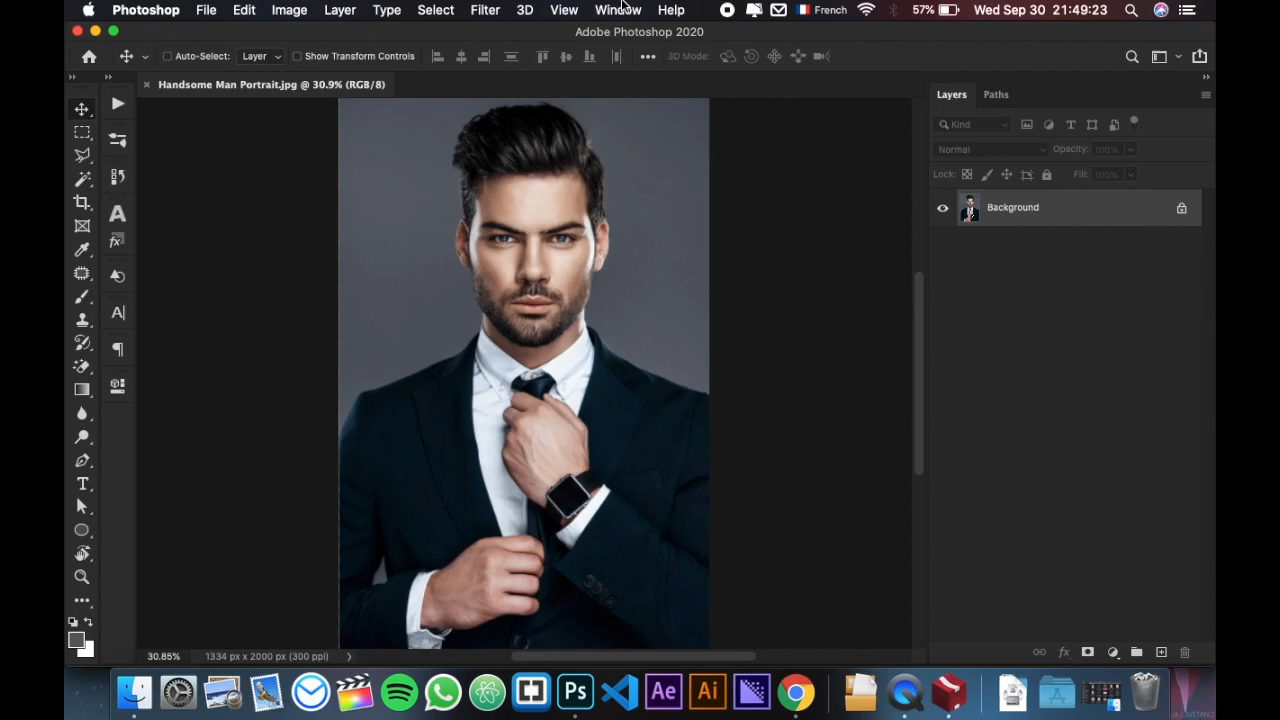 Photoshop File Edit Image Layer Type Select Filter 3D View Window Help French 57% Wed Sep 30 21:49:23
Adobe Photoshop 2020
Auto-Select: Layer Show Transform Controls 3D Mode:
Handsome Man Portrait.jpg @ 30.9% (RGB/8)
Layers Paths
Kind
Normal Opacity: 100%
Lock: Fill: 100%
Background
30.85% 1334 px x 2000 px (300 ppi)
Ps Ae Ai